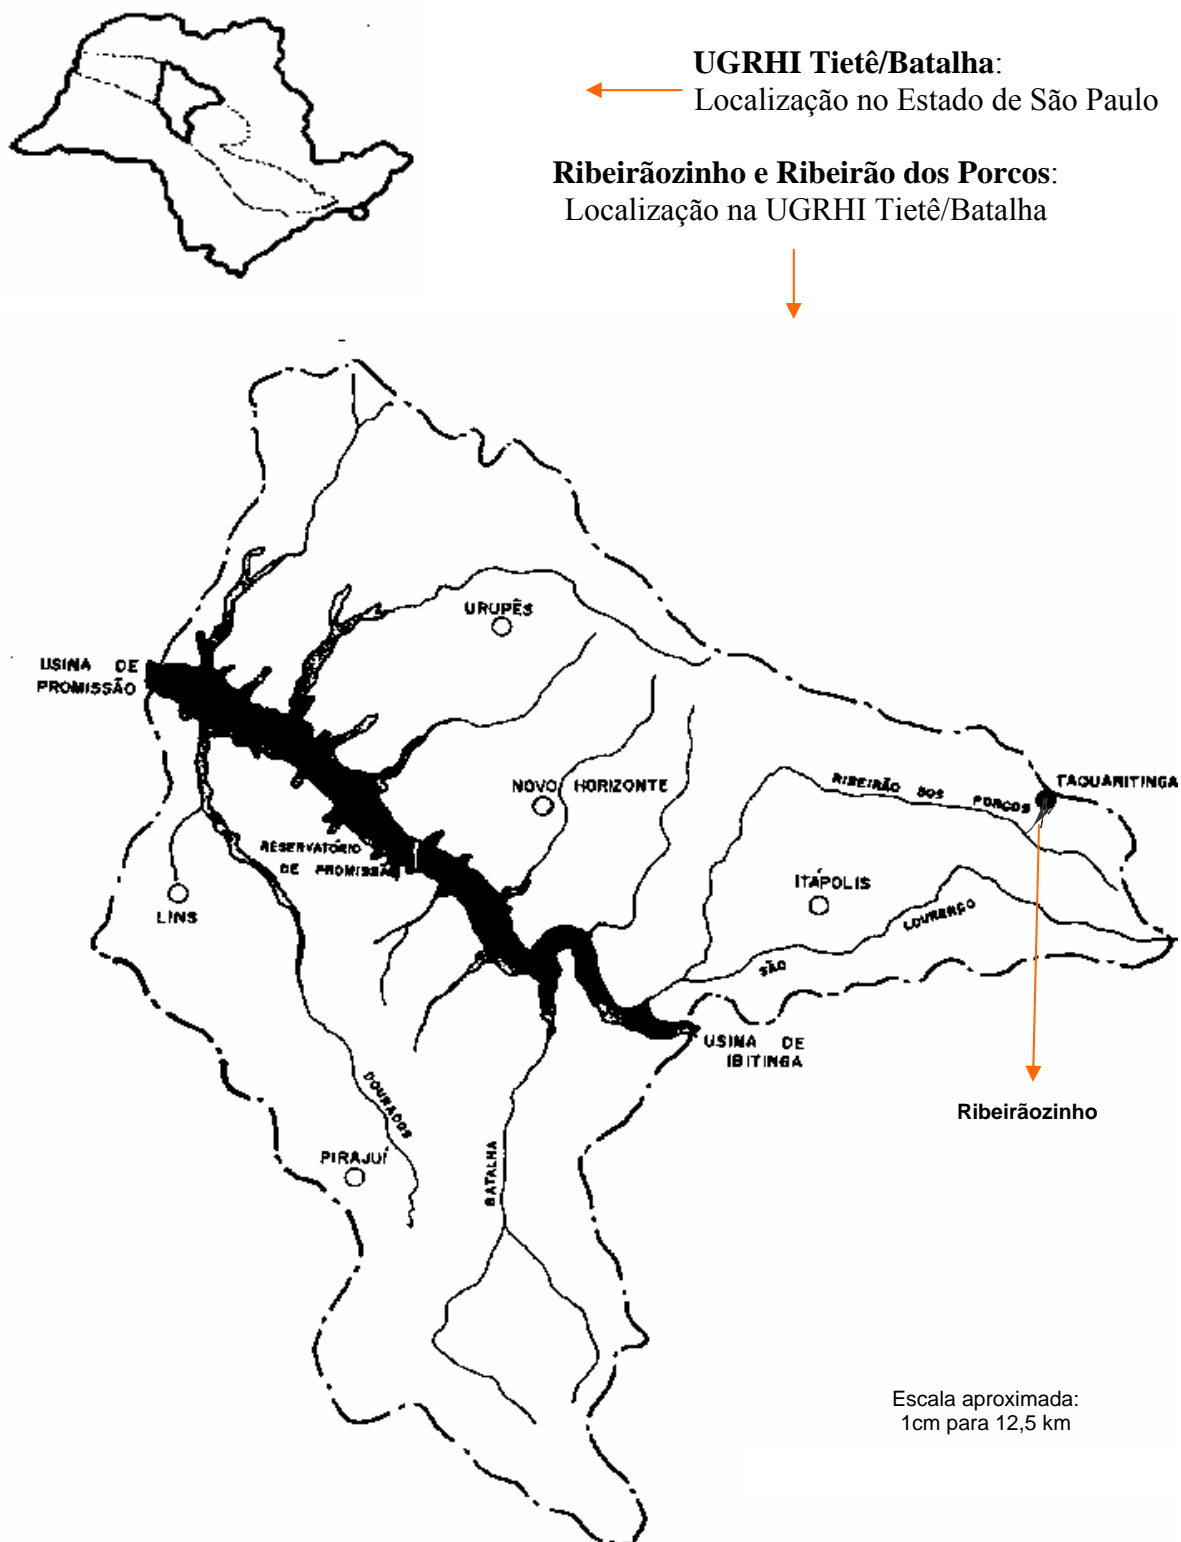 UGRHI Tietê/Batalha:
Localização no Estado de São Paulo
Ribeirãozinho e Ribeirão dos Porcos:
Localização na UGRHI Tietê/Batalha
URUPÊS
USINA DE
PROMISSÃO
NOVO HORIZONTE
RIBEIRÃO DOS PORCOS
TAQUARITINGA
RESERVATÓRIO
DE PROMISSÃO
LINS
ITÁPOLIS
SÃO LOURENÇO
USINA DE
IBITINGA
DOURADOS
Ribeirãozinho
PIRAJUÍ
BATALHA
Escala aproximada:
1cm para 12,5 km